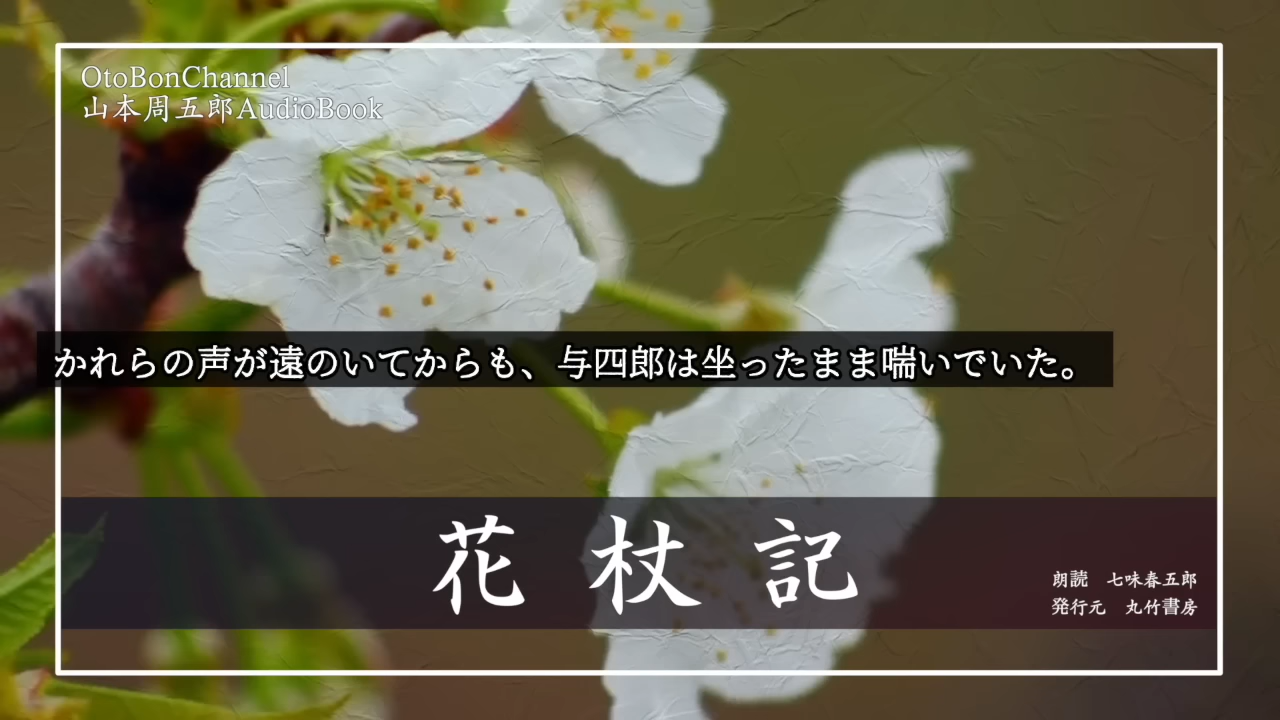 OtoBonChannel
山本周五郎AudioBook
かれらの声が遠のいてからも、与四郎は坐ったまま喘いでいた。
花杖記
朗読　七味春五郎
発行元　丸竹書房